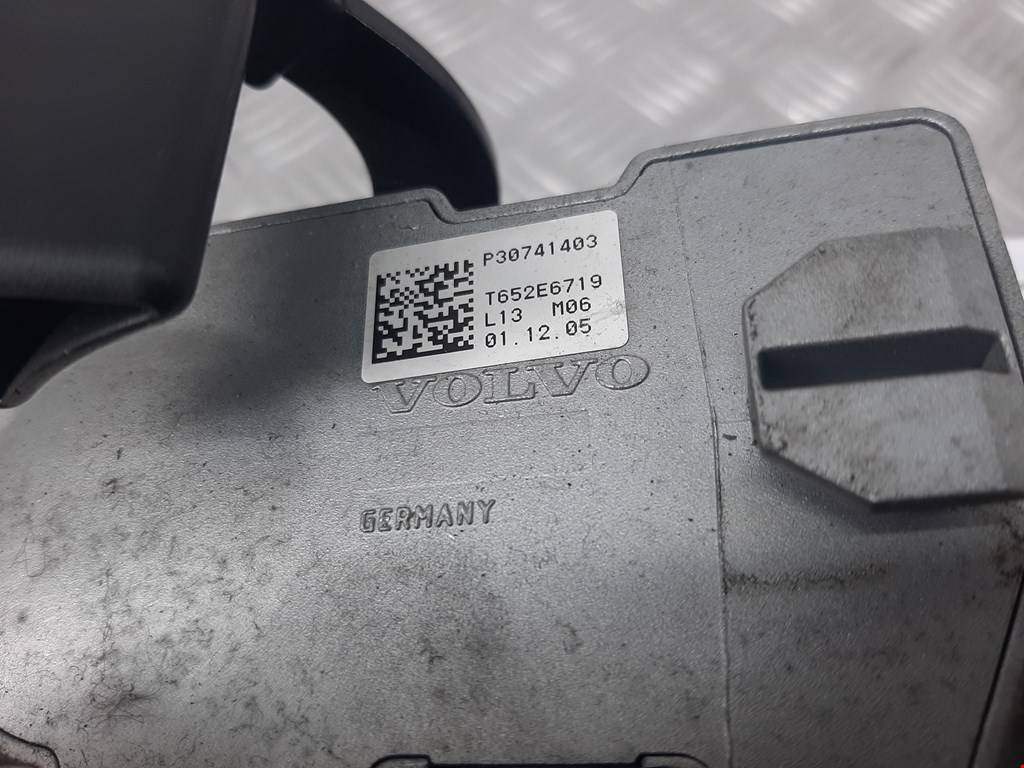 P30741403
T652E6719
L13 M06
01.12.05
VOLVO
GERMANY